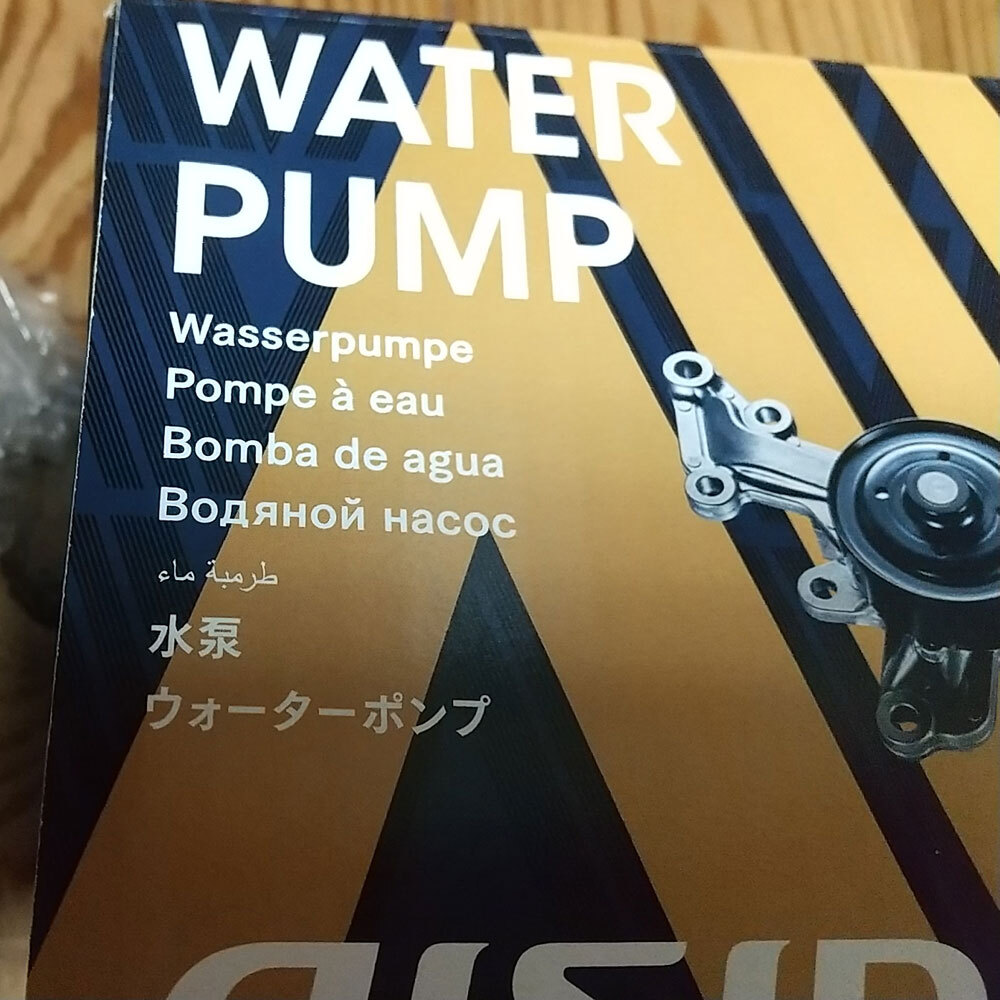 WATER
PUMP
Wasserpumpe
Pompe à eau
Bomba de agua
Водяной насос
طرمبة ماء
水泵
ウォーターポンプ